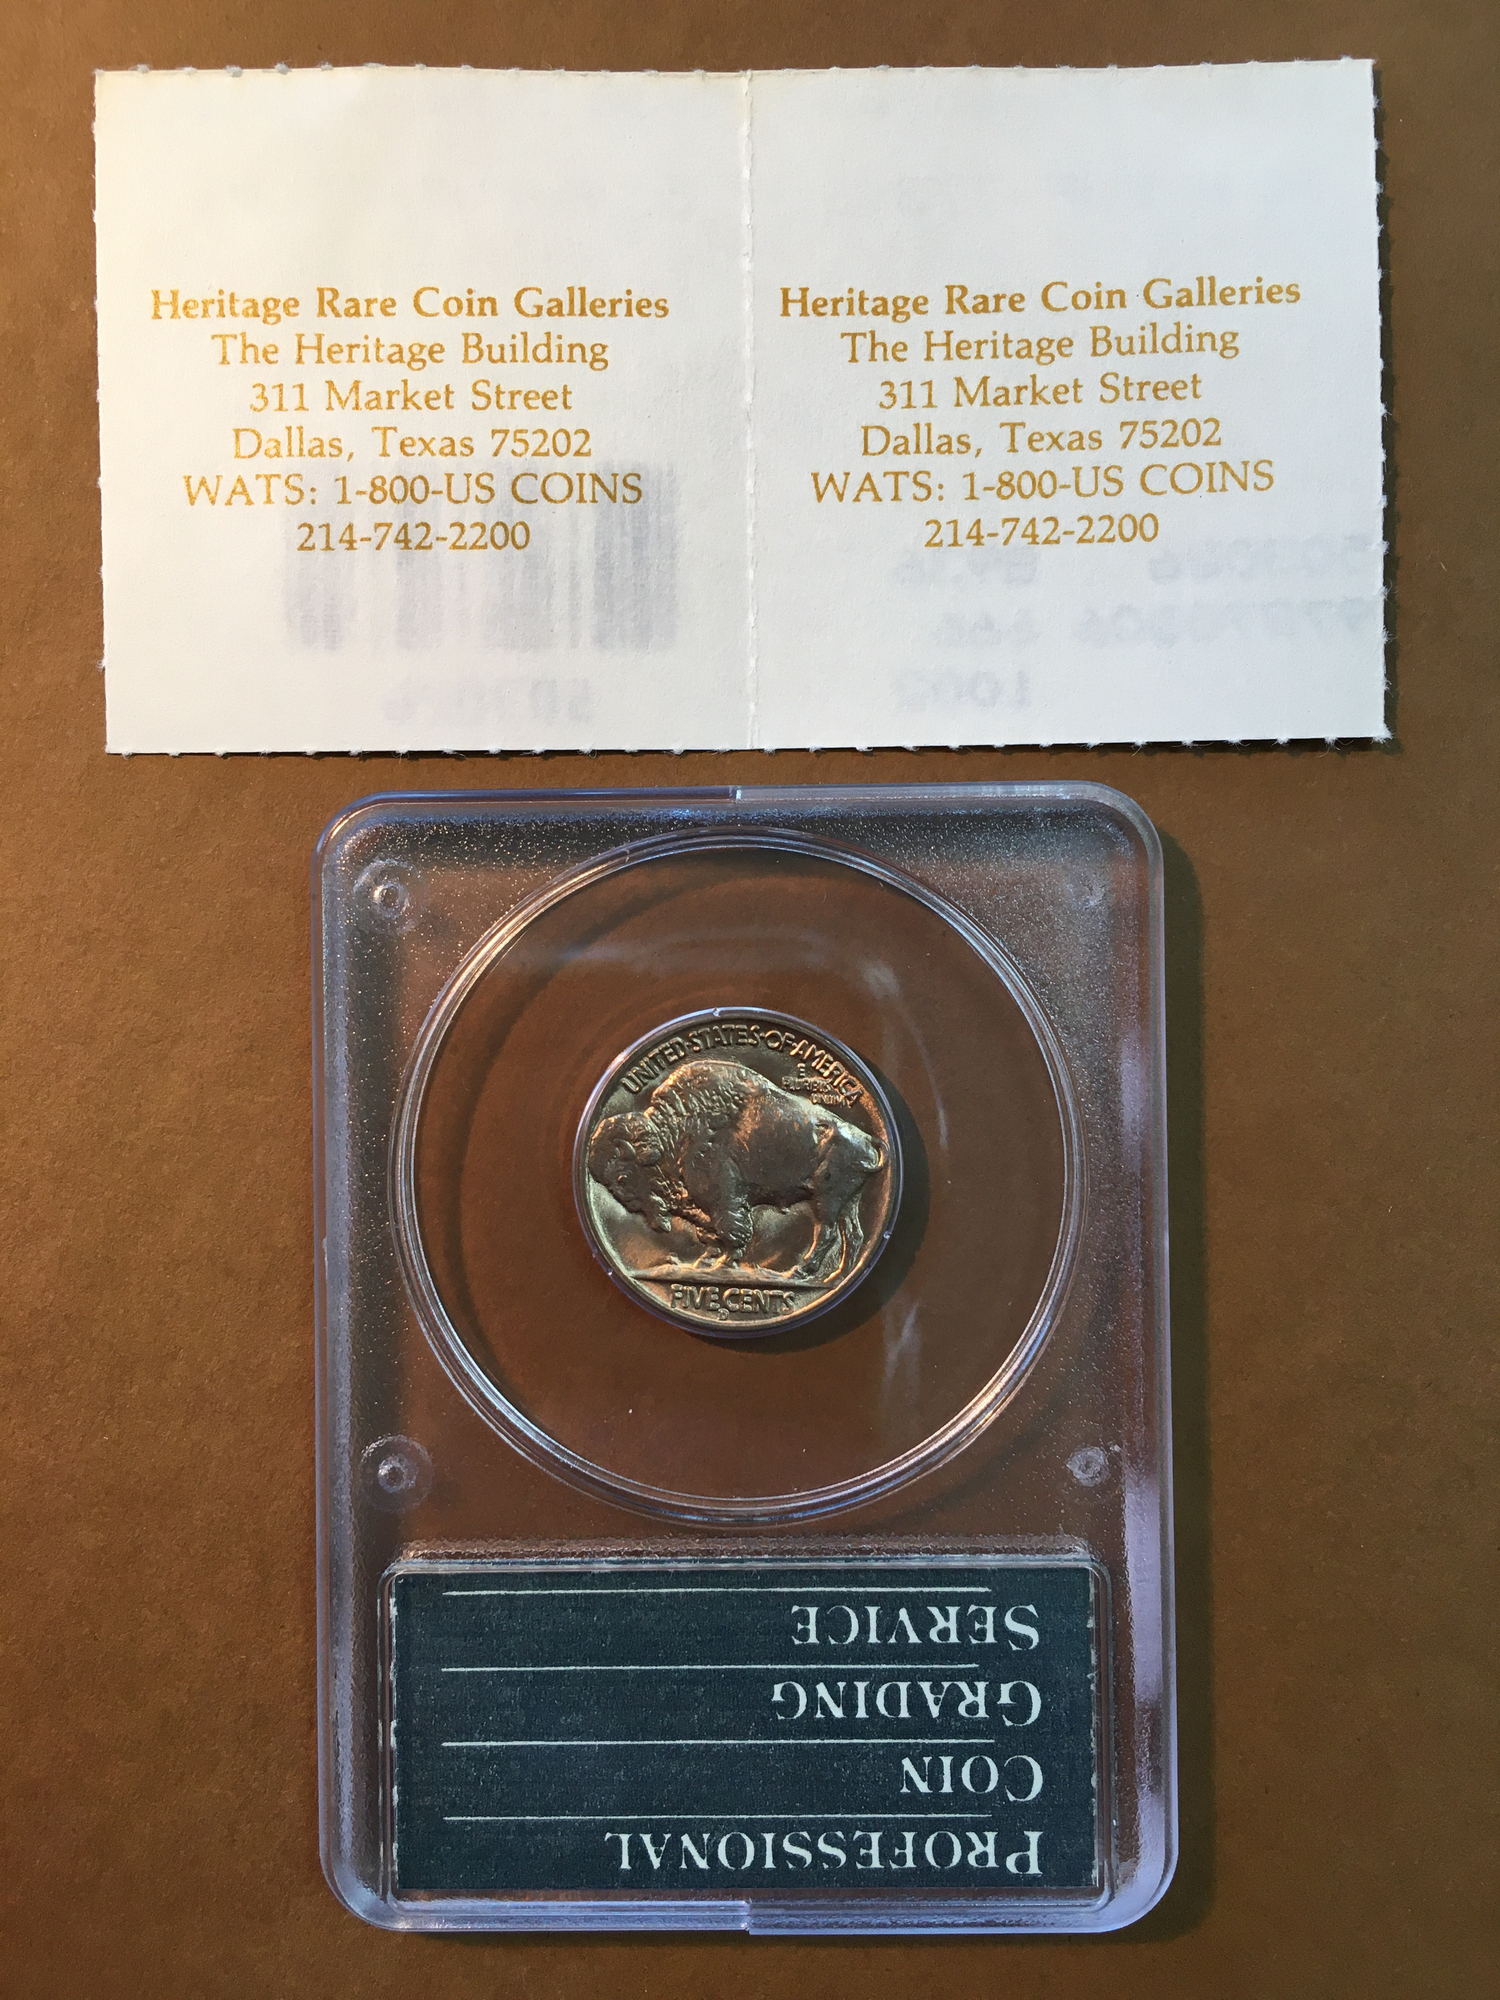 Heritage Rare Coin Galleries
The Heritage Building
311 Market Street
Dallas, Texas 75202
WATS: 1-800-US COINS
214-742-2200
Heritage Rare Coin Galleries
The Heritage Building
311 Market Street
Dallas, Texas 75202
WATS: 1-800-US COINS
214-742-2200
UNITED·STATES·OF·AMERICA
E
PLURIBUS
UNUM
FIVE CENTS
D
PROFESSIONAL
COIN
GRADING
SERVICE